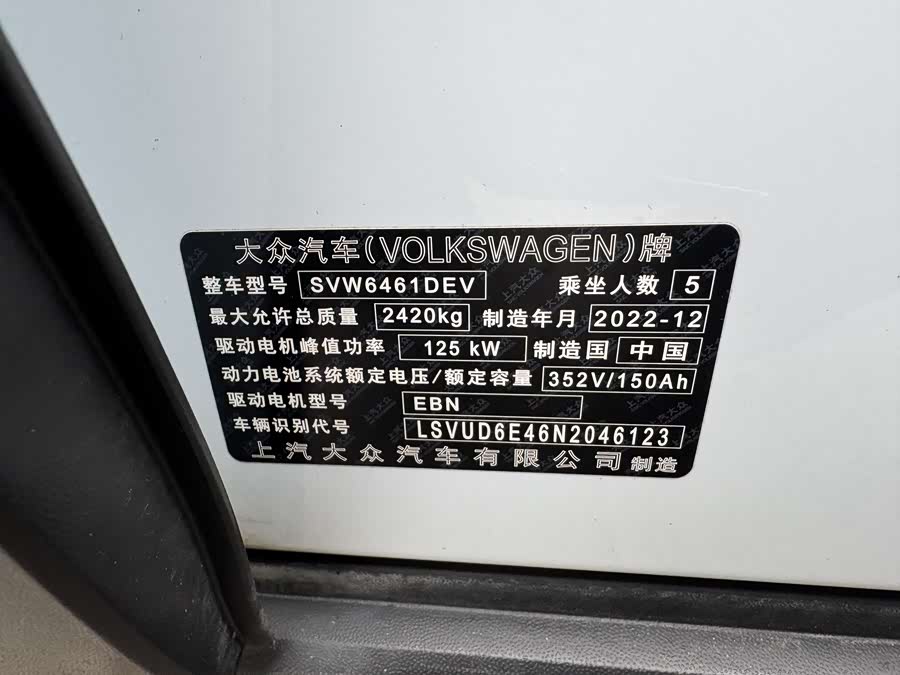 大众汽车(VOLKSWAGEN)牌
整车型号 SVW6461DEV 乘坐人数 5
最大允许总质量 2420kg 制造年月 2022-12
驱动电机峰值功率 125 kW 制造国 中国
动力电池系统额定电压/额定容量 352V/150Ah
驱动电机型号 EBN
车辆识别代号 LSVUD6E46N2046123
上汽大众汽车有限公司 制造